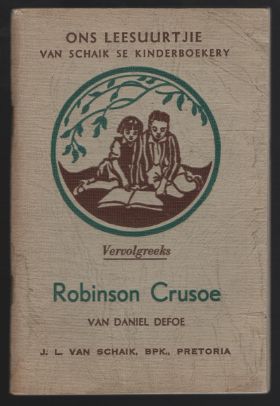 ONS LEESUURTJIE
VAN SCHAIK SE KINDERBOEKERY
Vervolgreeks
Robinson Crusoe
VAN DANIEL DEFOE
J. L. VAN SCHAIK, BPK., PRETORIA